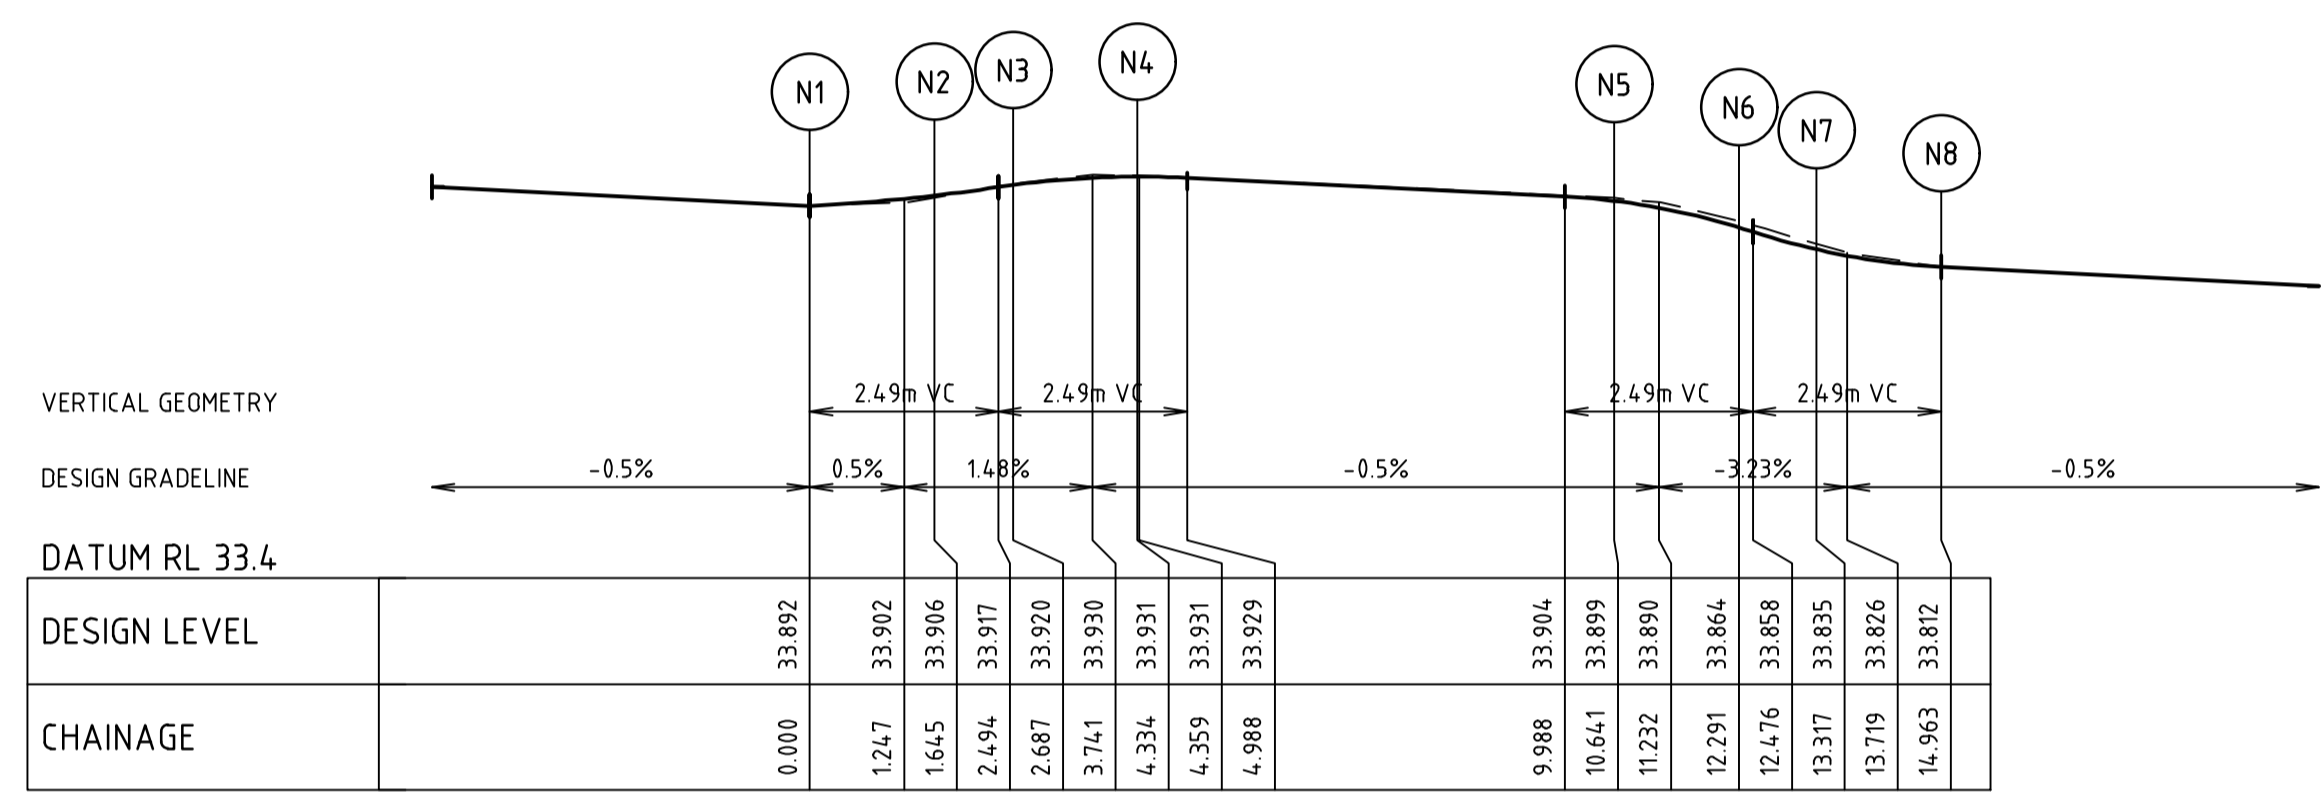 N1 N2 N3 N4 N5 N6 N7 N8
VERTICAL GEOMETRY 2.49m VC 2.49m VC 2.49m VC 2.49m VC
DESIGN GRADELINE -0.5% 0.5% 1.48% -0.5% -3.23% -0.5%
DATUM RL 33.4
DESIGN LEVEL 33.892 33.902 33.906 33.917 33.920 33.930 33.931 33.931 33.929 33.904 33.899 33.890 33.864 33.858 33.835 33.826 33.812
CHAINAGE 0.000 1.247 1.645 2.494 2.687 3.741 4.334 4.359 4.988 9.988 10.641 11.232 12.291 12.476 13.317 13.719 14.963